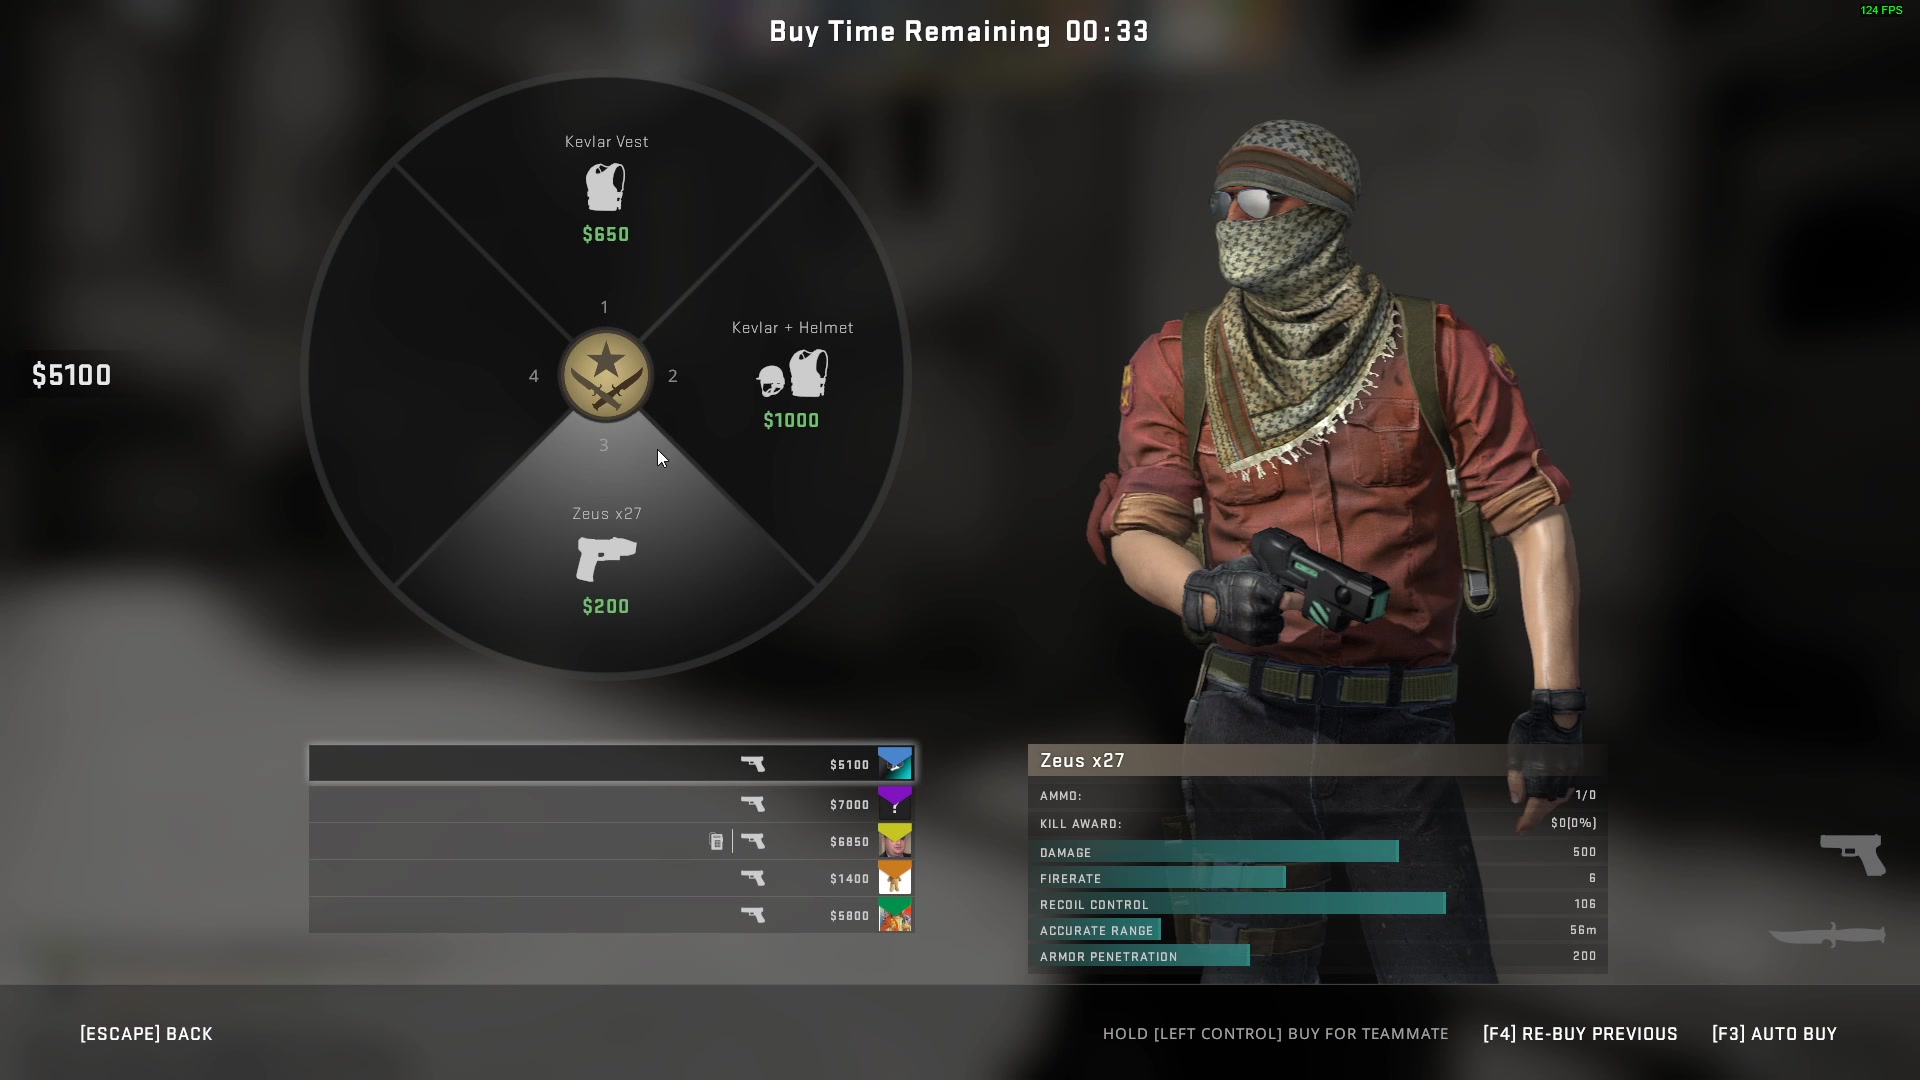 124 FPS
Buy Time Remaining 00:33
Kevlar Vest
$650
1
Kevlar + Helmet
$5100
4
2
$1000
3
Zeus x27
$200
$5100
$7000
?
$6850
$1400
$5800
Zeus x27
AMMO: 1/0
KILL AWARD: $0(0%)
DAMAGE 500
FIRERATE 6
RECOIL CONTROL 106
ACCURATE RANGE 56m
ARMOR PENETRATION 200
[ESCAPE] BACK
HOLD [LEFT CONTROL] BUY FOR TEAMMATE
[F4] RE-BUY PREVIOUS
[F3] AUTO BUY